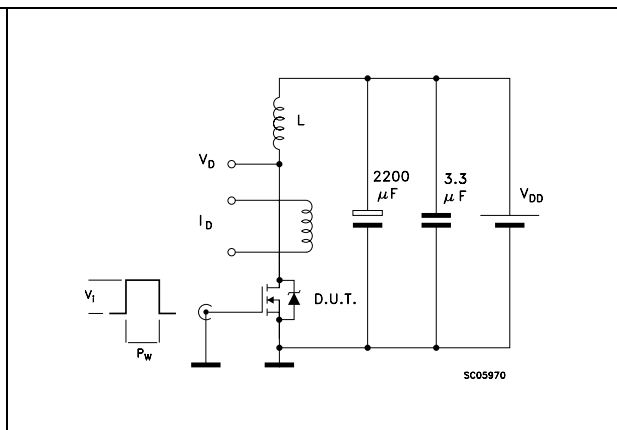 L
VD
2200
μF
3.3
μF
VDD
ID
D.U.T.
Vi
PW
SC05970